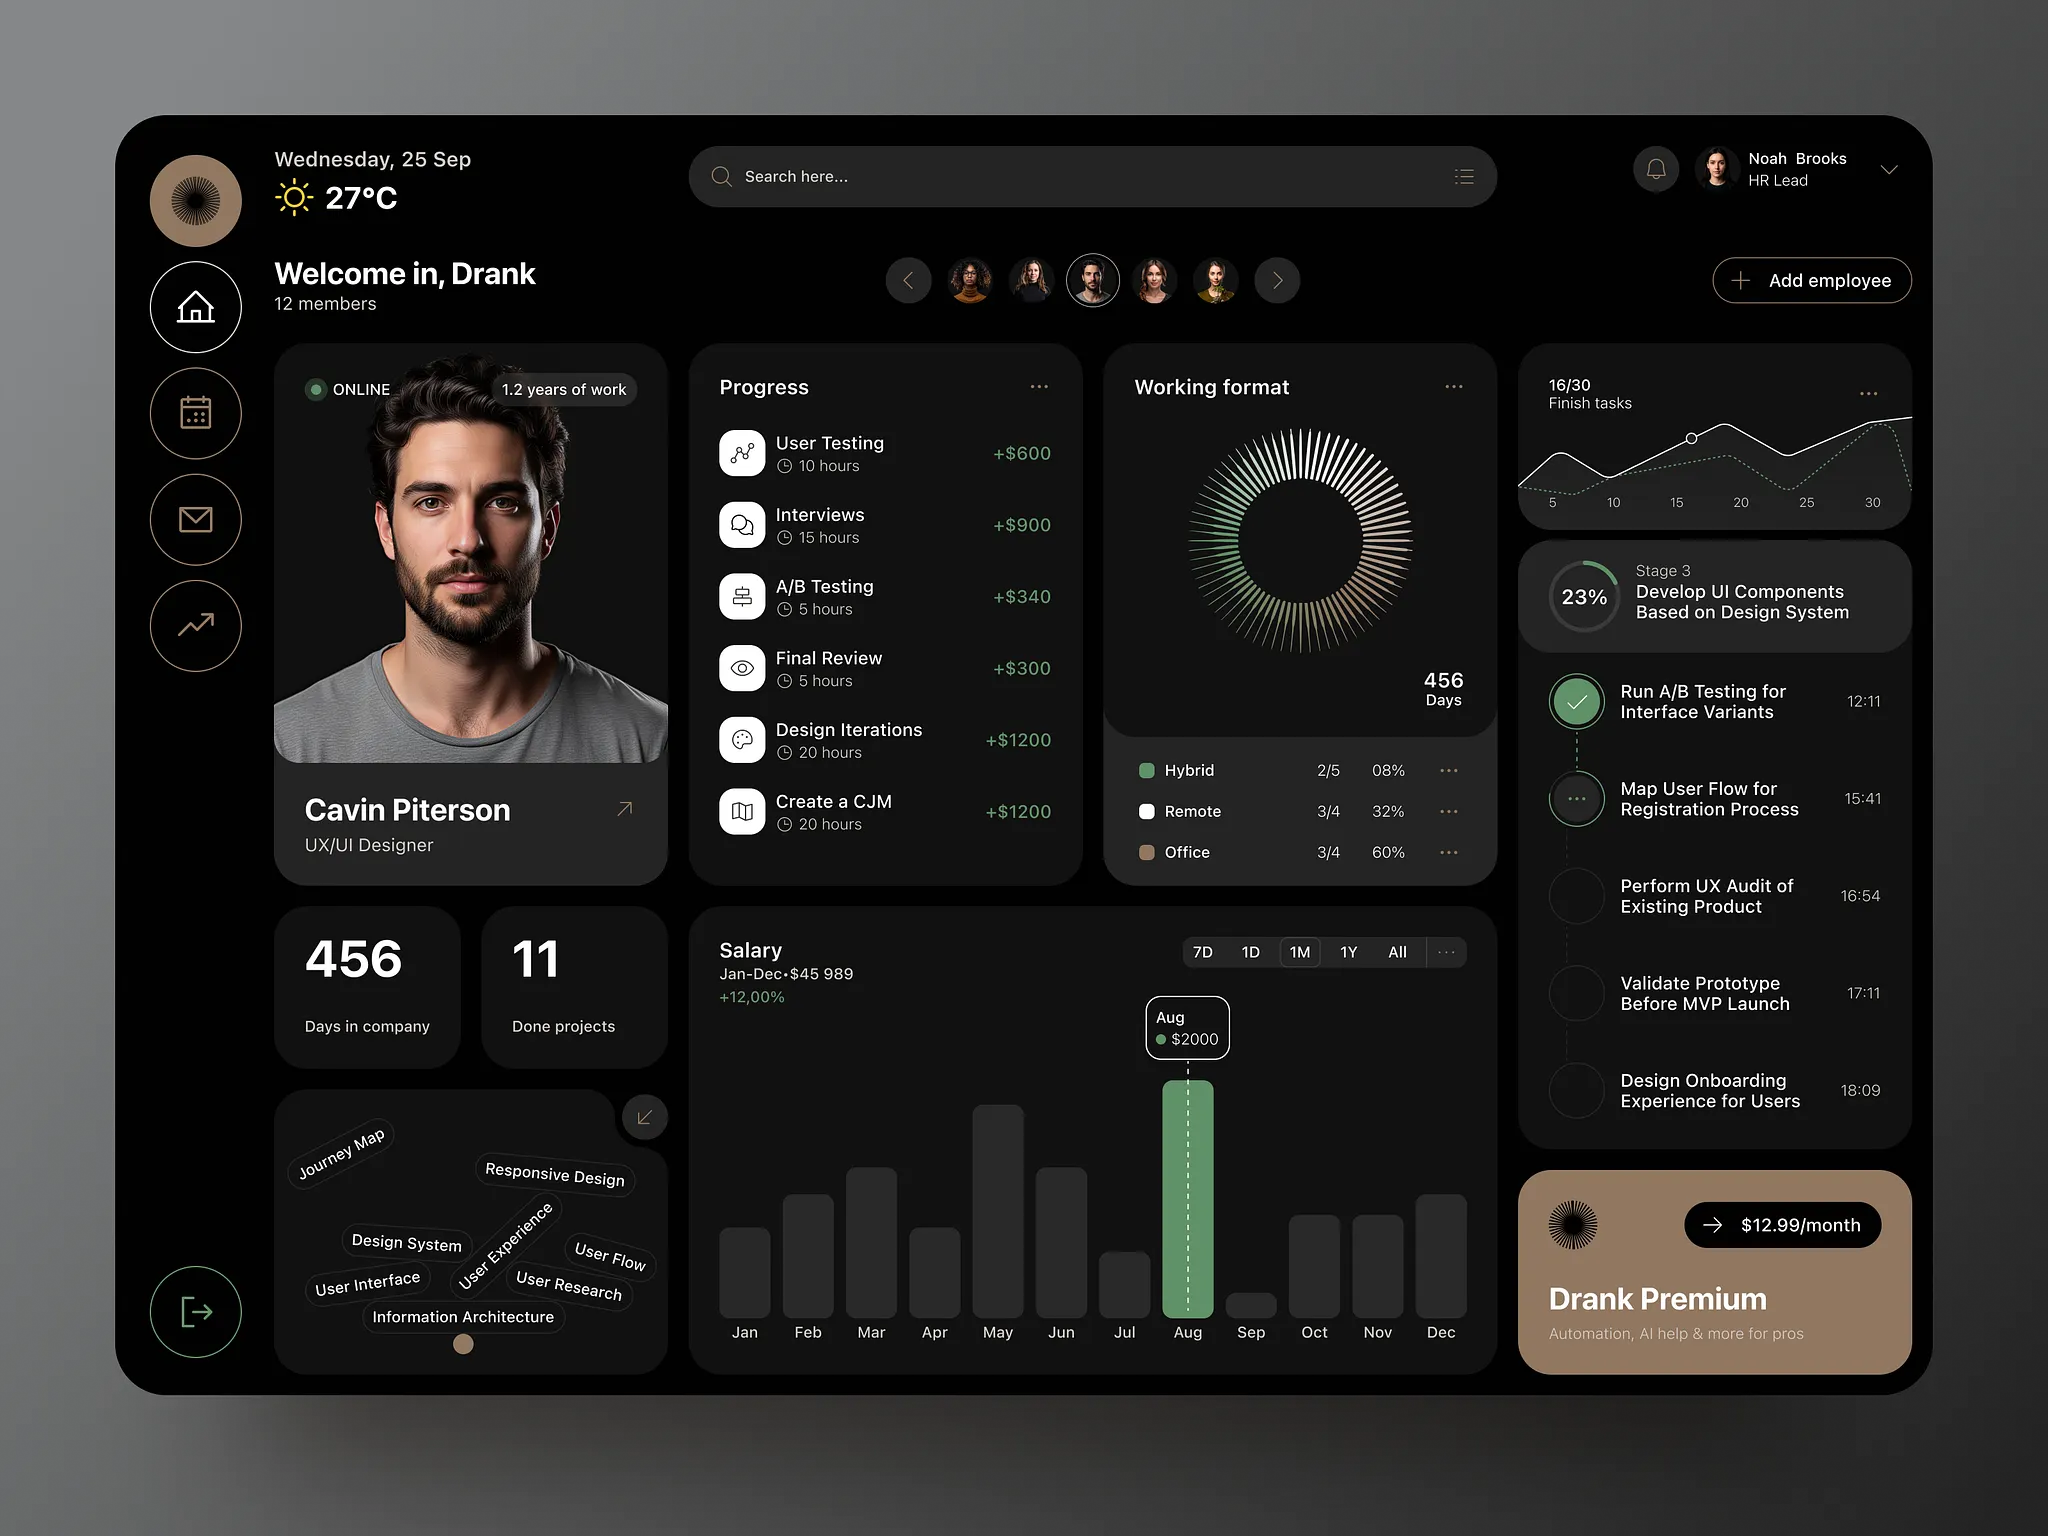 Wednesday, 25 Sep
27°C
Search here...
Noah Brooks
HR Lead
Welcome in, Drank
12 members
Add employee
ONLINE
1.2 years of work
Cavin Piterson
UX/UI Designer
Progress
User Testing
10 hours
+$600
Interviews
15 hours
+$900
A/B Testing
5 hours
+$340
Final Review
5 hours
+$300
Design Iterations
20 hours
+$1200
Create a CJM
20 hours
+$1200
Working format
456
Days
Hybrid 2/5 08%
Remote 3/4 32%
Office 3/4 60%
16/30
Finish tasks
5 10 15 20 25 30
23%
Stage 3
Develop UI Components
Based on Design System
Run A/B Testing for
Interface Variants
12:11
Map User Flow for
Registration Process
15:41
Perform UX Audit of
Existing Product
16:54
Validate Prototype
Before MVP Launch
17:11
Design Onboarding
Experience for Users
18:09
456
Days in company
11
Done projects
Journey Map
Responsive Design
User Experience
Design System
User Flow
User Interface
User Research
Information Architecture
Salary
Jan-Dec•$45 989
+12,00%
7D 1D 1M 1Y All
Aug
$2000
Jan Feb Mar Apr May Jun Jul Aug Sep Oct Nov Dec
$12.99/month
Drank Premium
Automation, AI help & more for pros